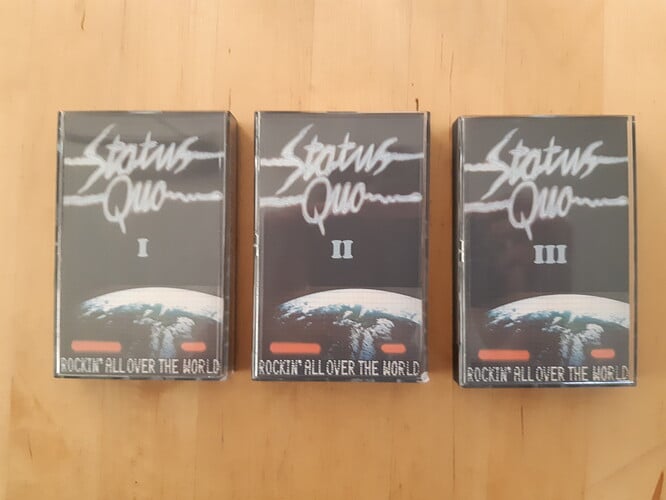 Status
Quo
I
ROCKIN' ALL OVER THE WORLD
Status
Quo
II
ROCKIN' ALL OVER THE WORLD
Status
Quo
III
ROCKIN' ALL OVER THE WORLD